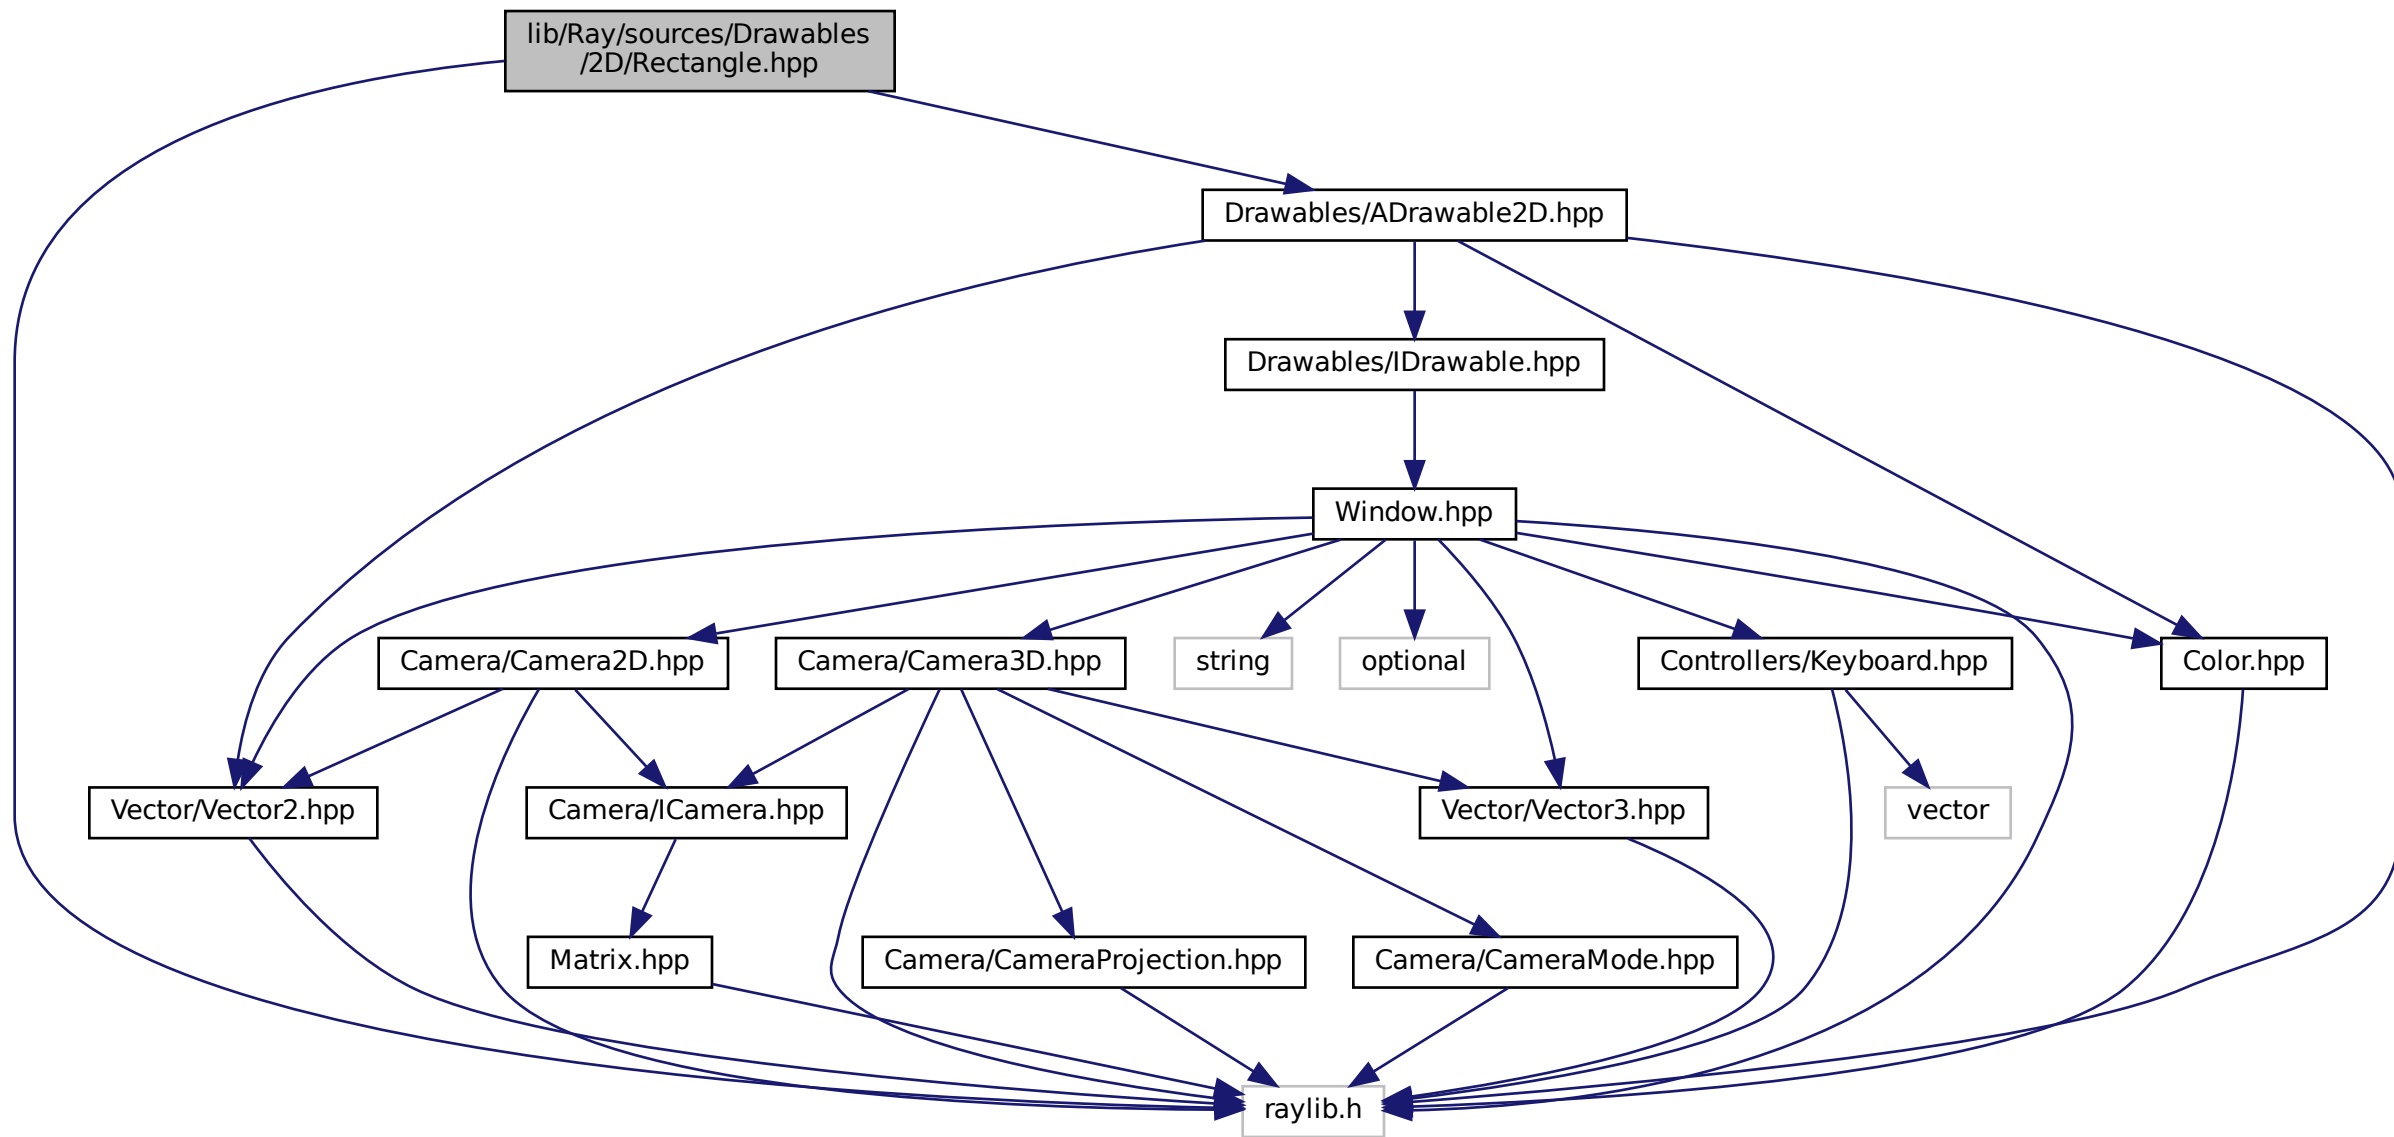 lib/Ray/sources/Drawables
/2D/Rectangle.hpp
Drawables/ADrawable2D.hpp
Drawables/IDrawable.hpp
Window.hpp
Camera/Camera2D.hpp
Camera/Camera3D.hpp
string
optional
Controllers/Keyboard.hpp
Color.hpp
Vector/Vector2.hpp
Camera/ICamera.hpp
Vector/Vector3.hpp
vector
Matrix.hpp
Camera/CameraProjection.hpp
Camera/CameraMode.hpp
raylib.h